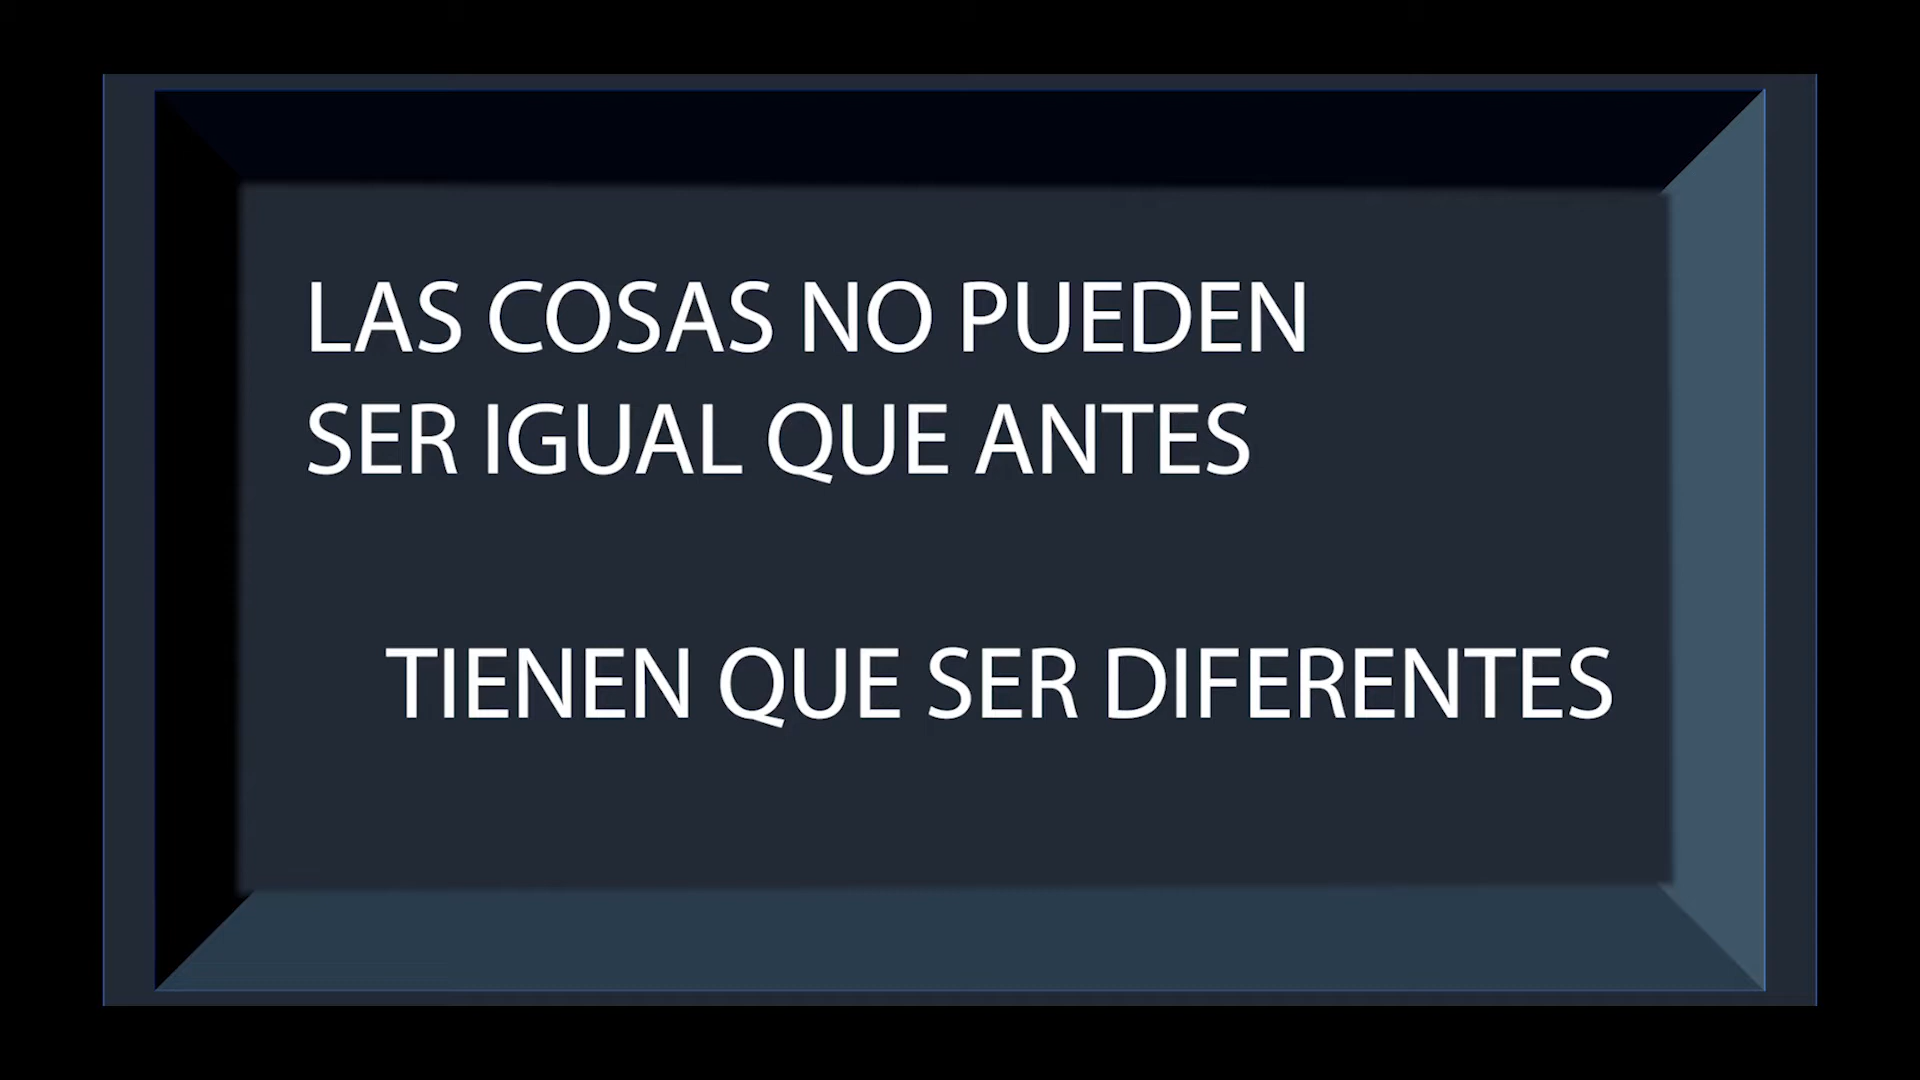 LAS COSAS NO PUEDEN
SER IGUAL QUE ANTES
TIENEN QUE SER DIFERENTES